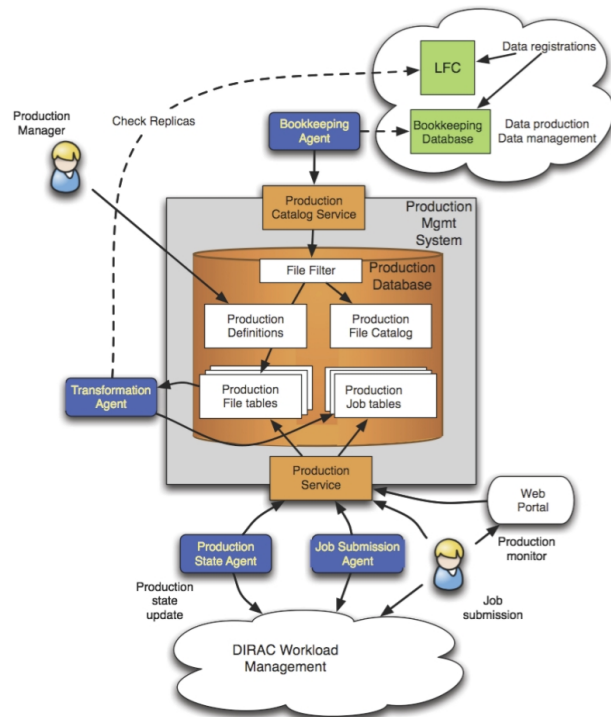 Data registrations
LFC
Production
Manager
Check Replicas
Bookkeeping
Agent
Bookkeeping
Database
Data production
Data management
Production
Catalog Service
Production
Mgmt
System
File Filter
Production
Database
Production
Definitions
Production
File Catalog
Transformation
Agent
Production
File tables
Production
Job tables
Production
Service
Web
Portal
Production
State Agent
Job Submission
Agent
Production
monitor
Production
state
update
Job
submission
DIRAC Workload
Management